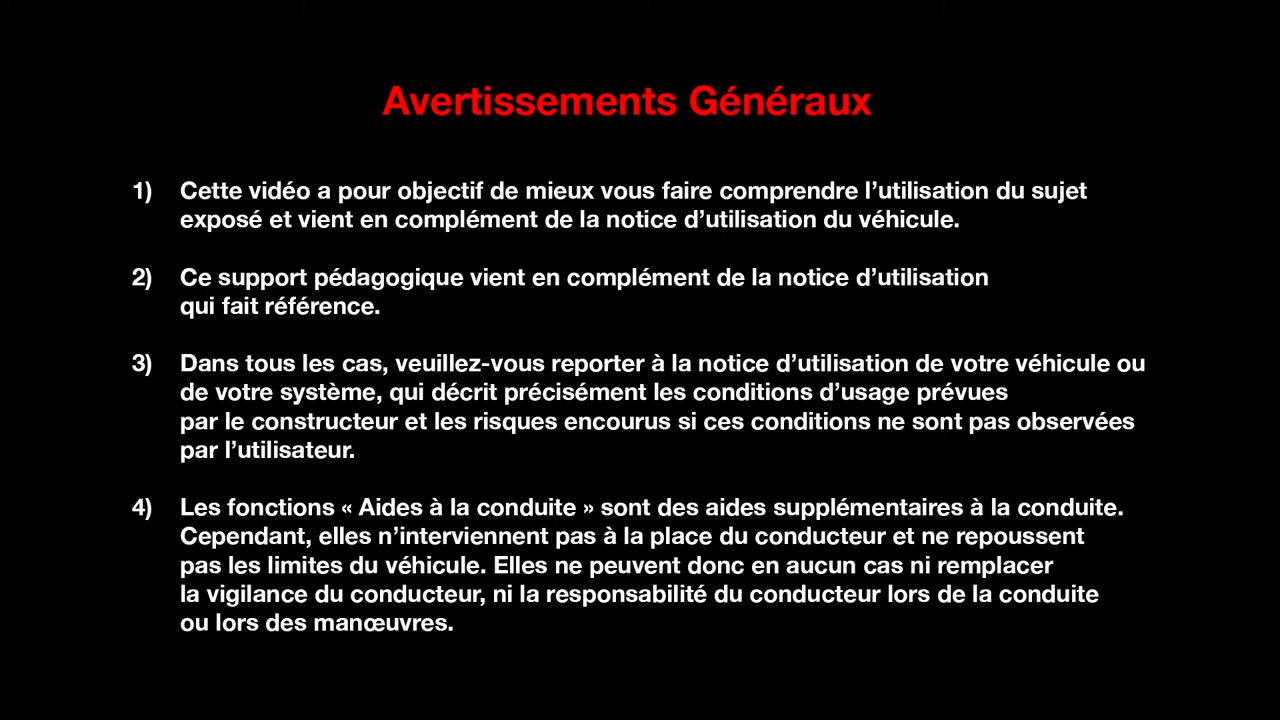 Avertissements Généraux
1) Cette vidéo a pour objectif de mieux vous faire comprendre l’utilisation du sujet
exposé et vient en complément de la notice d’utilisation du véhicule.
2) Ce support pédagogique vient en complément de la notice d’utilisation
qui fait référence.
3) Dans tous les cas, veuillez-vous reporter à la notice d’utilisation de votre véhicule ou
de votre système, qui décrit précisément les conditions d’usage prévues
par le constructeur et les risques encourus si ces conditions ne sont pas observées
par l’utilisateur.
4) Les fonctions « Aides à la conduite » sont des aides supplémentaires à la conduite.
Cependant, elles n’interviennent pas à la place du conducteur et ne repoussent
pas les limites du véhicule. Elles ne peuvent donc en aucun cas ni remplacer
la vigilance du conducteur, ni la responsabilité du conducteur lors de la conduite
ou lors des manœuvres.